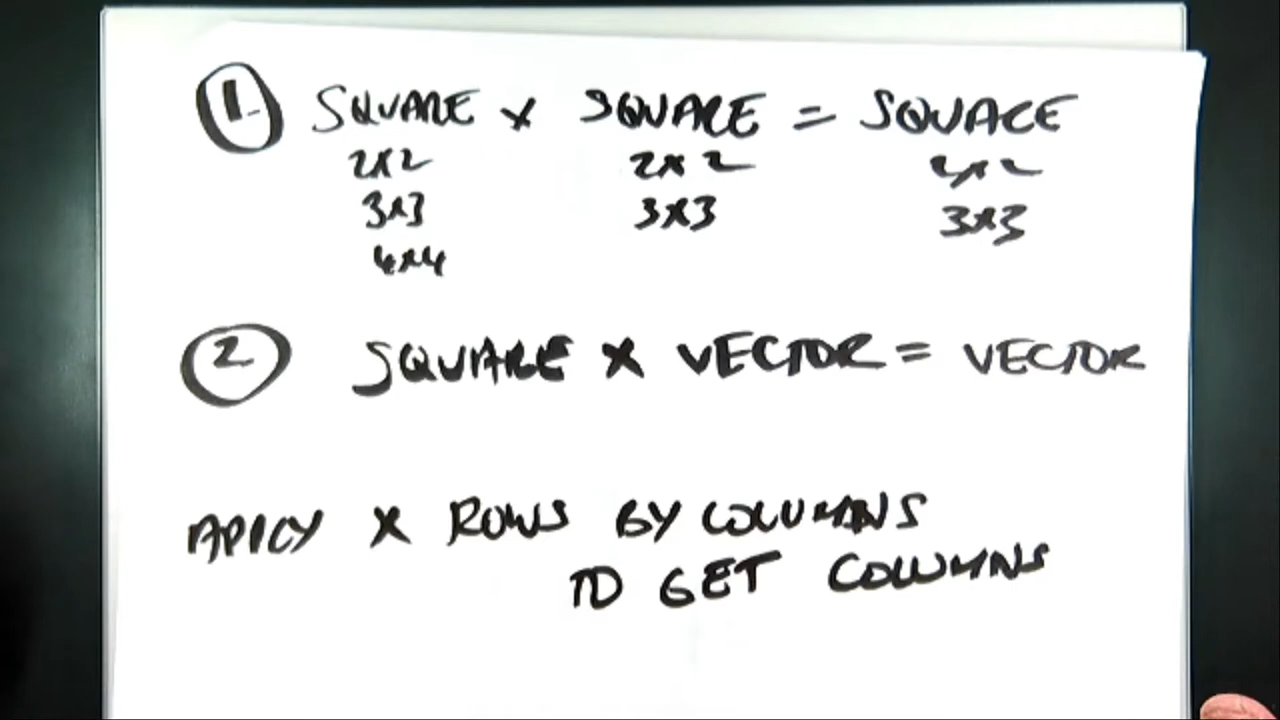 1 SQUARE x SQUARE = SQUARE
2x2 2x2 2x2
3x3 3x3 3x3
4x4
2 SQUARE x VECTOR = VECTOR
APPLY x ROWS BY COLUMNS
TO GET COLUMNS